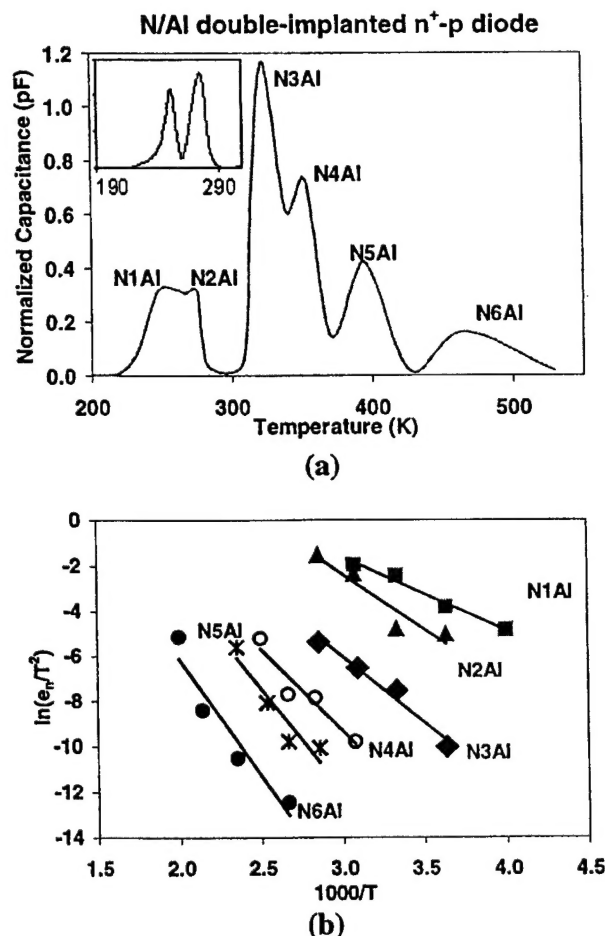 N/Al double-implanted n⁺-p diode
Normalized Capacitance (pF)
1.2
1.0
0.8
0.6
0.4
0.2
0.0
190 290
N3Al
N4Al
N1Al N2Al
N5Al
N6Al
200 300 400 500
Temperature (K)
(a)
ln(eₙ/T²)
0
-2
-4
-6
-8
-10
-12
-14
N1Al
N5Al
N2Al
N4Al
N3Al
N6Al
1.5 2.0 2.5 3.0 3.5 4.0 4.5
1000/T
(b)